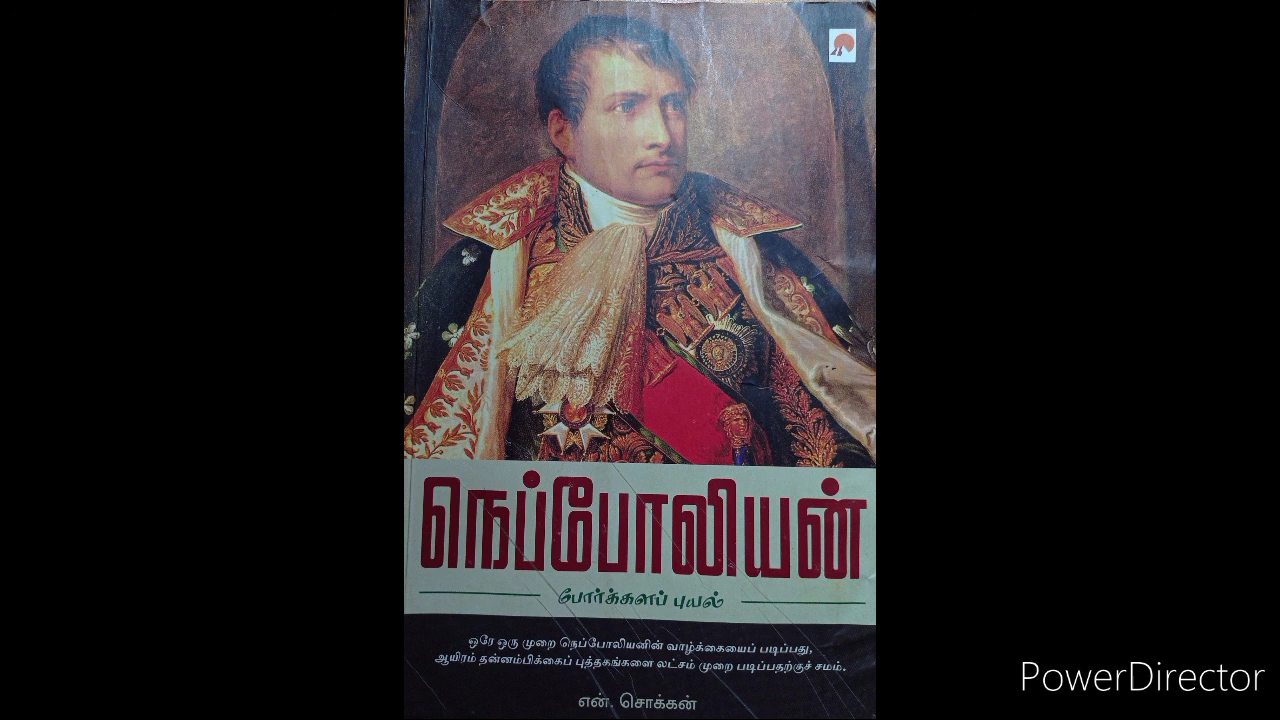 நெப்போலியன்
போர்க்களப் புயல்
ஒரே ஒரு முறை நெப்போலியனின் வாழ்க்கையைப் படிப்பது,
ஆயிரம் தன்னம்பிக்கைப் புத்தகங்களை லட்சம் முறை படிப்பதற்குச் சமம்.
என். சொக்கன்
PowerDirector